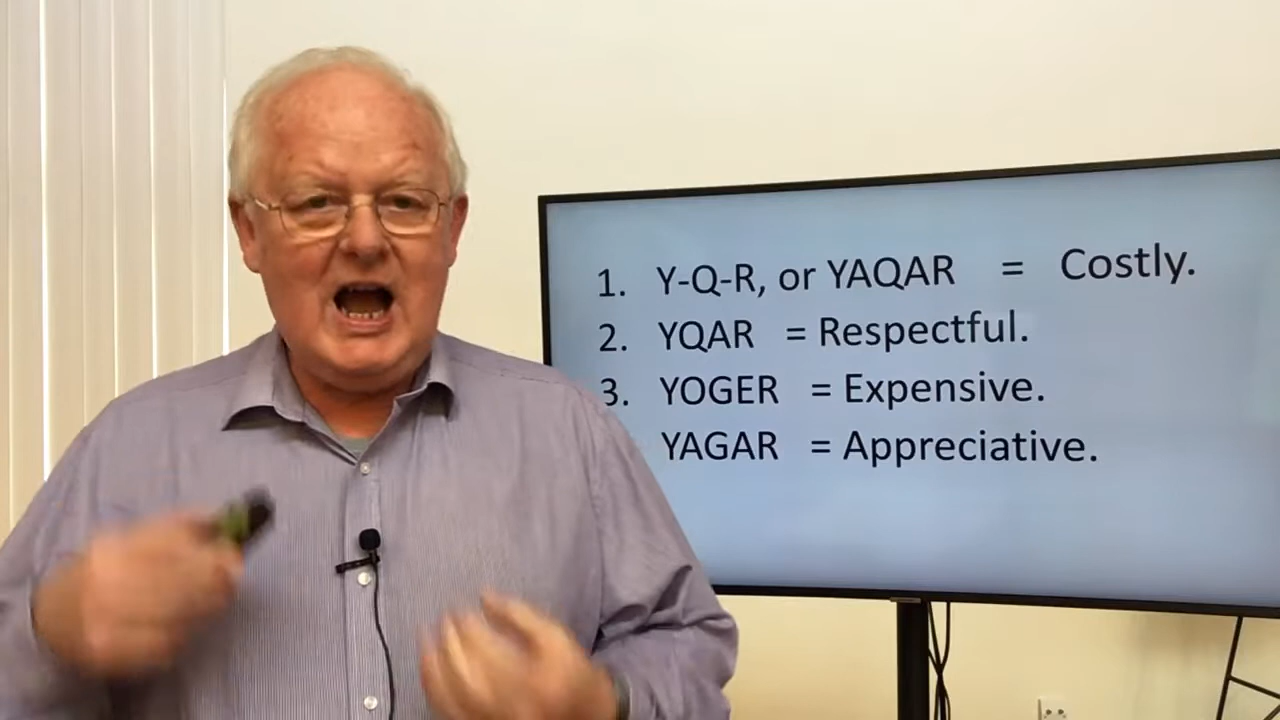 1. Y-Q-R, or YAQAR = Costly.
2. YQAR = Respectful.
3. YOGER = Expensive.
YAGAR = Appreciative.